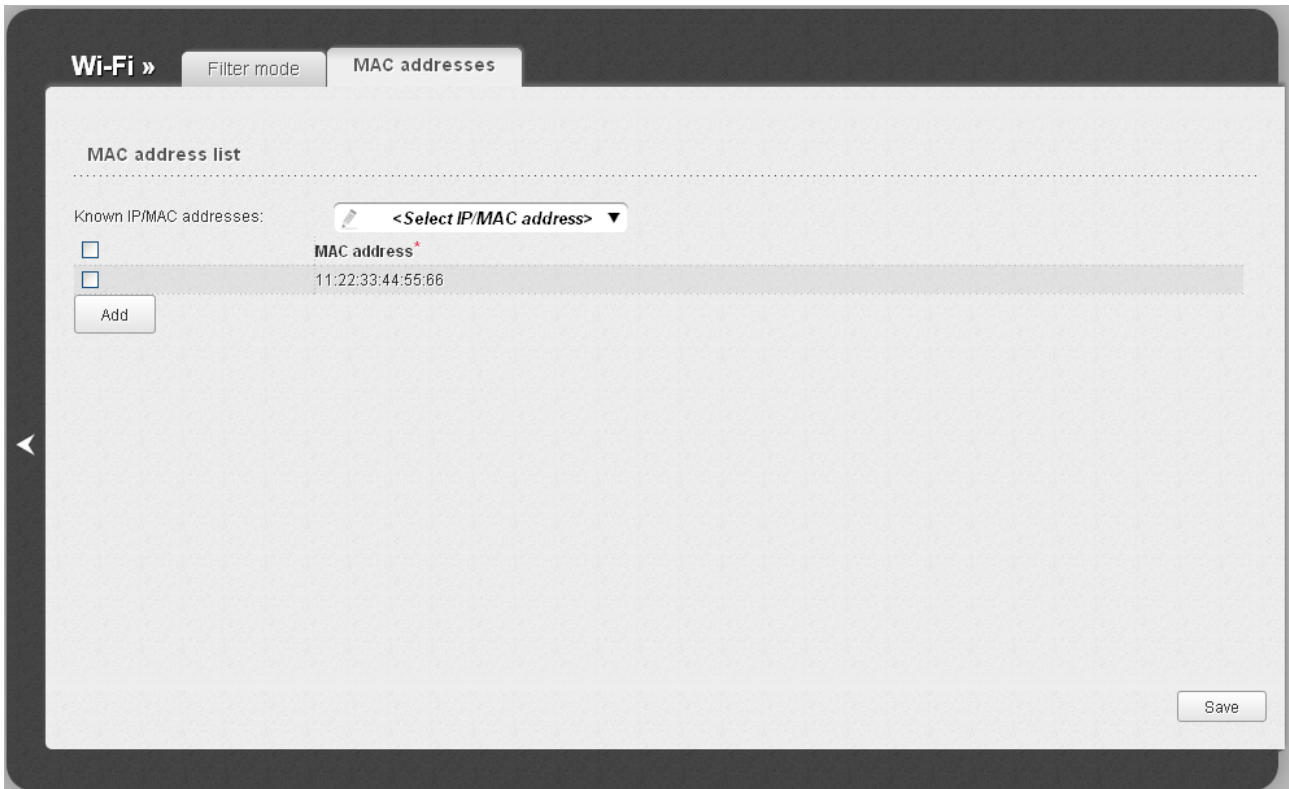 Wi-Fi » Filter mode MAC addresses
MAC address list
Known IP/MAC addresses: <Select IP/MAC address> ▼
MAC address*
11:22:33:44:55:66
Add
Save